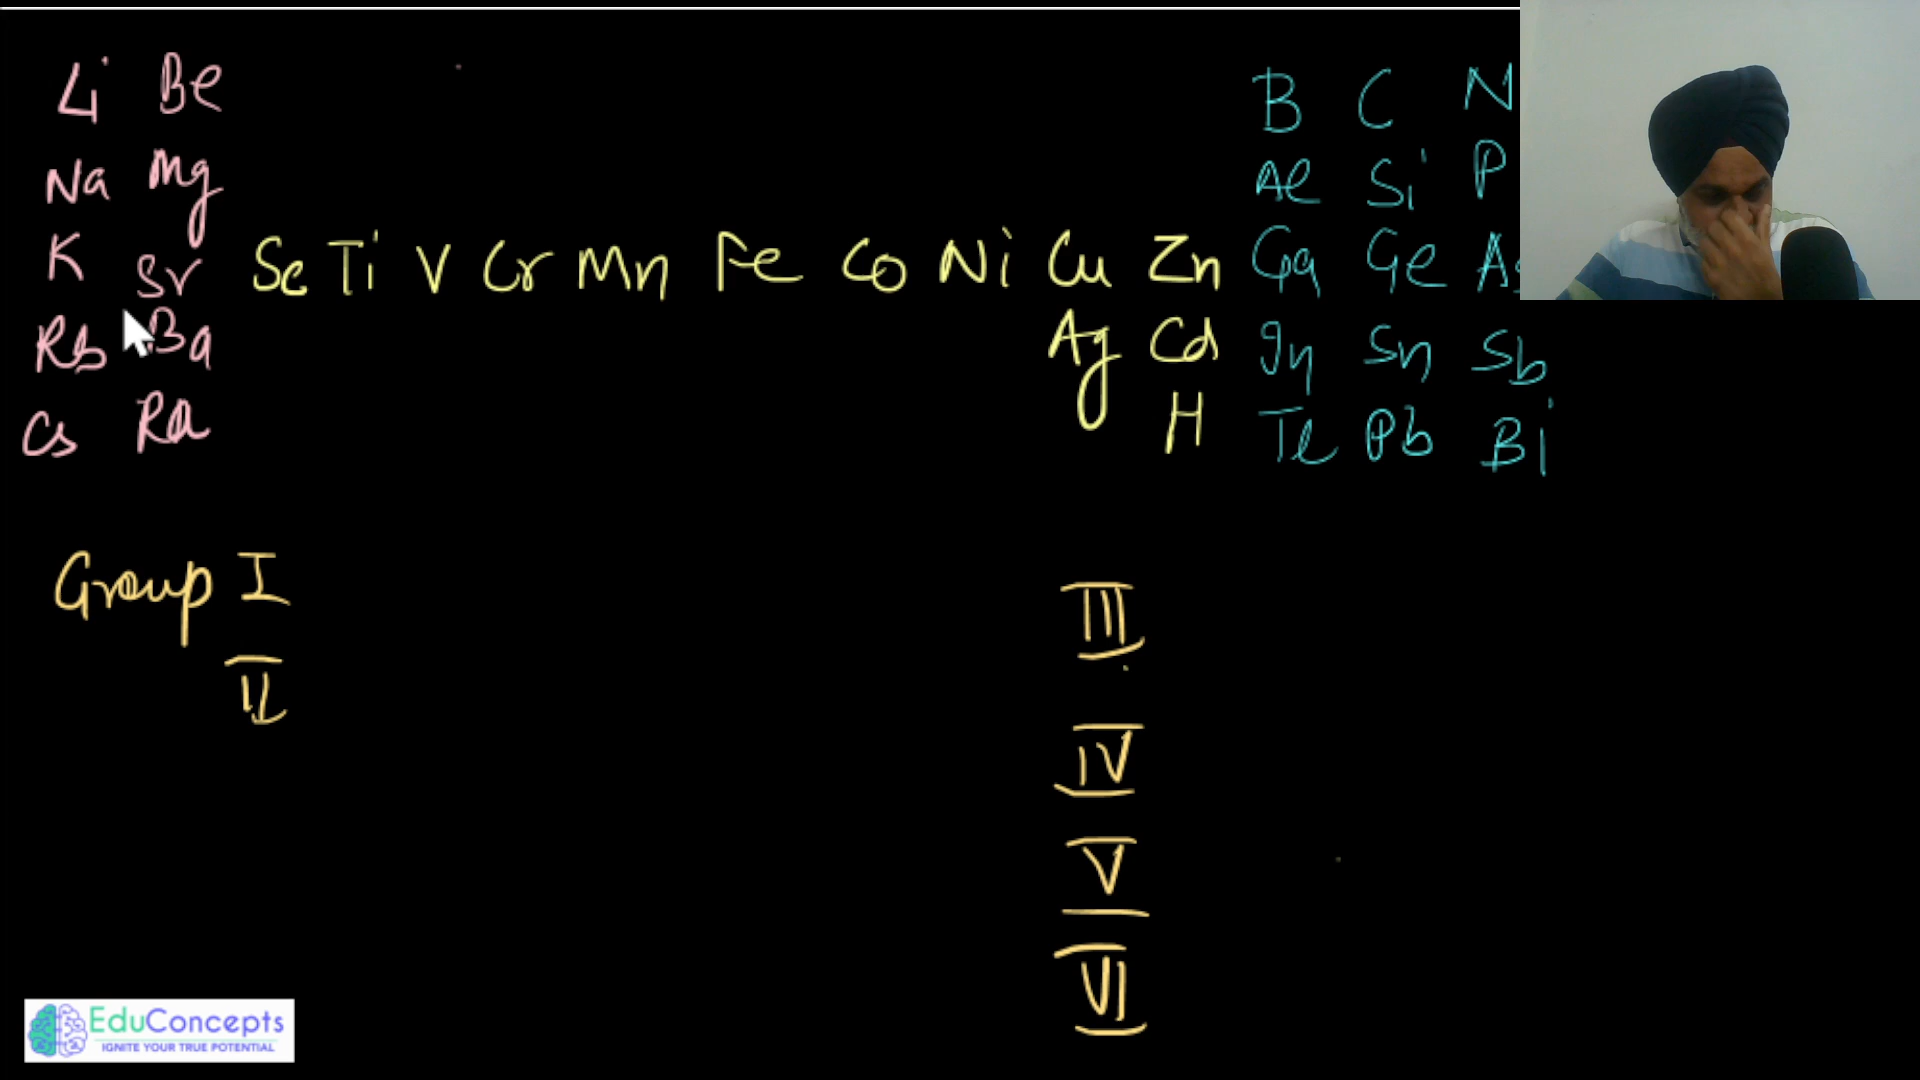 Li Be B C N
Na Mg Al Si P
K Sr Sc Ti V Cr Mn Fe Co Ni Cu Zn Ga Ge As
Rb Ba Ag Cd In Sn Sb
Cs Ra H Tl Pb Bi
Group I III
II IV
V
VI
EduConcepts
IGNITE YOUR TRUE POTENTIAL